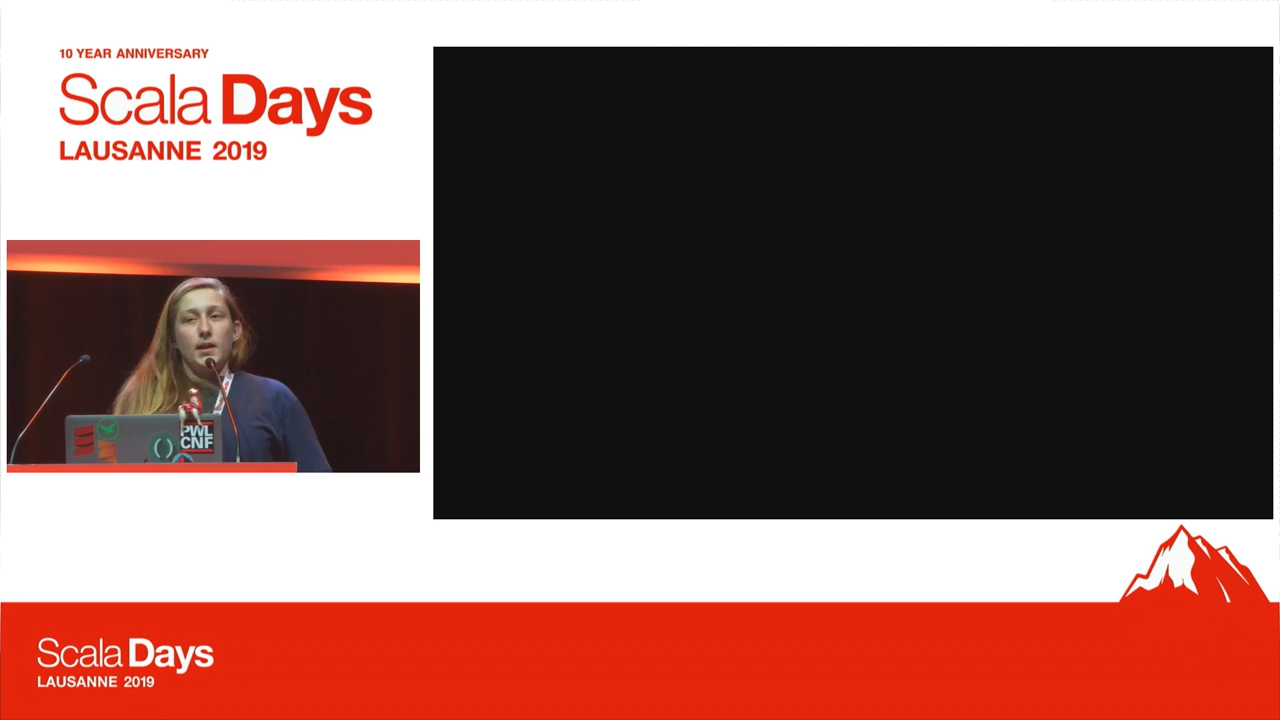 10 YEAR ANNIVERSARY
Scala Days
LAUSANNE 2019
PWL
CNF
Scala Days
LAUSANNE 2019